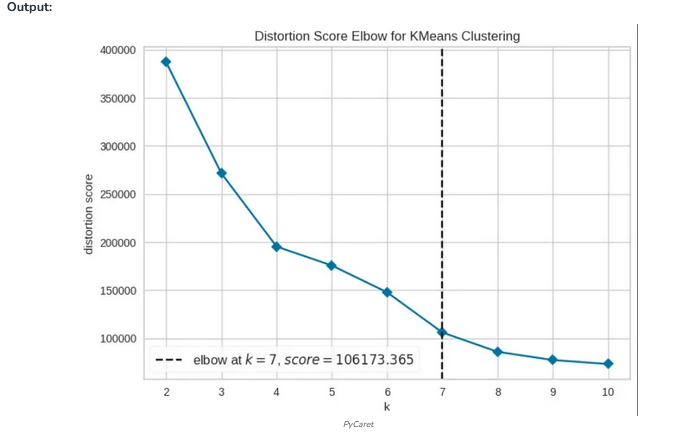 Output:
Distortion Score Elbow for KMeans Clustering
400000
350000
300000
250000
200000
150000
100000
distortion score
elbow at k = 7, score = 106173.365
2 3 4 5 6 7 8 9 10
k
PyCaret